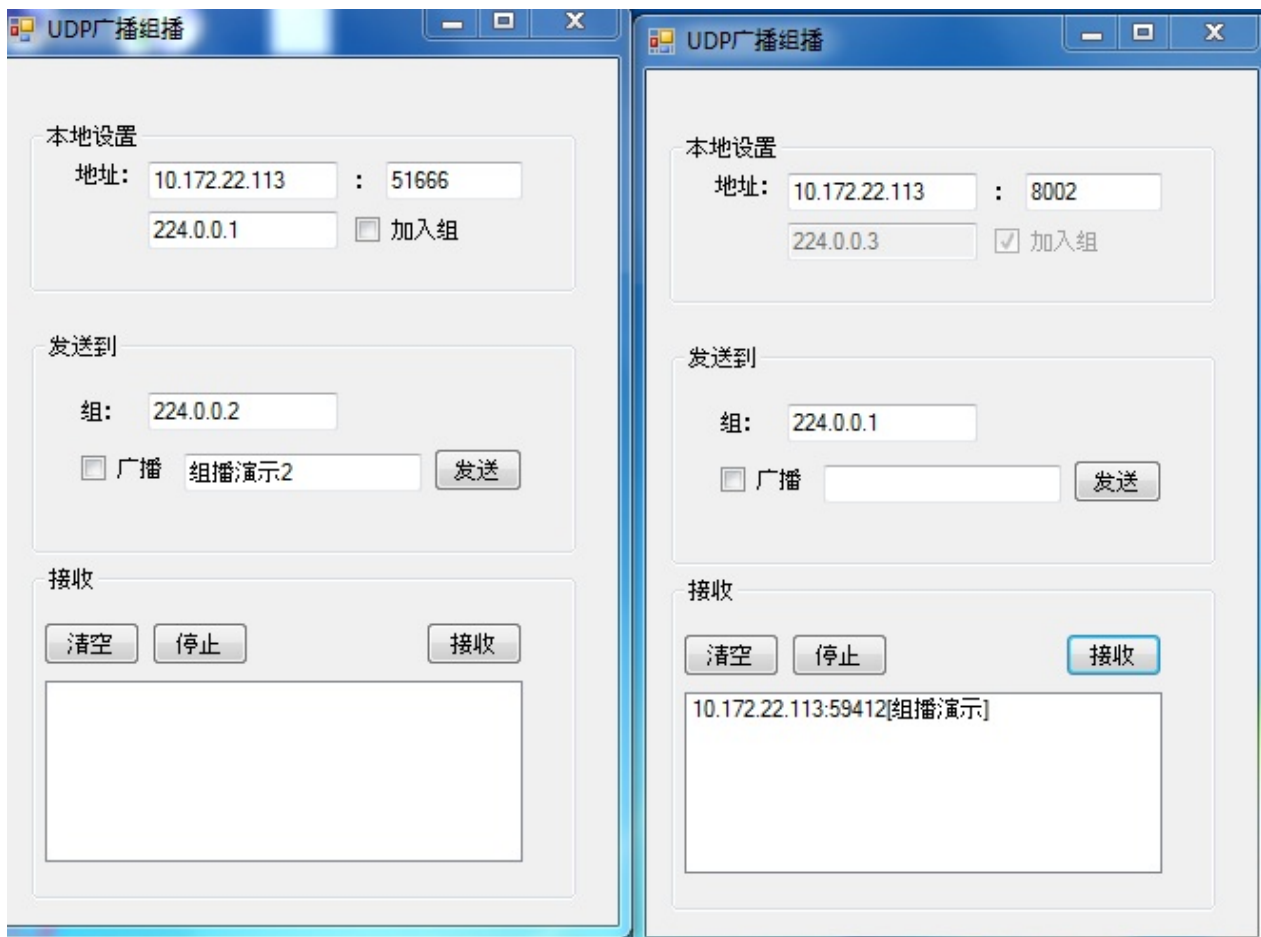 UDP广播组播
本地设置
地址: 10.172.22.113 : 51666
224.0.0.1 加入组
发送到
组: 224.0.0.2
广播 组播演示2 发送
接收
清空 停止 接收
UDP广播组播
本地设置
地址: 10.172.22.113 : 8002
224.0.0.3 加入组
发送到
组: 224.0.0.1
广播 发送
接收
清空 停止 接收
10.172.22.113:59412[组播演示]